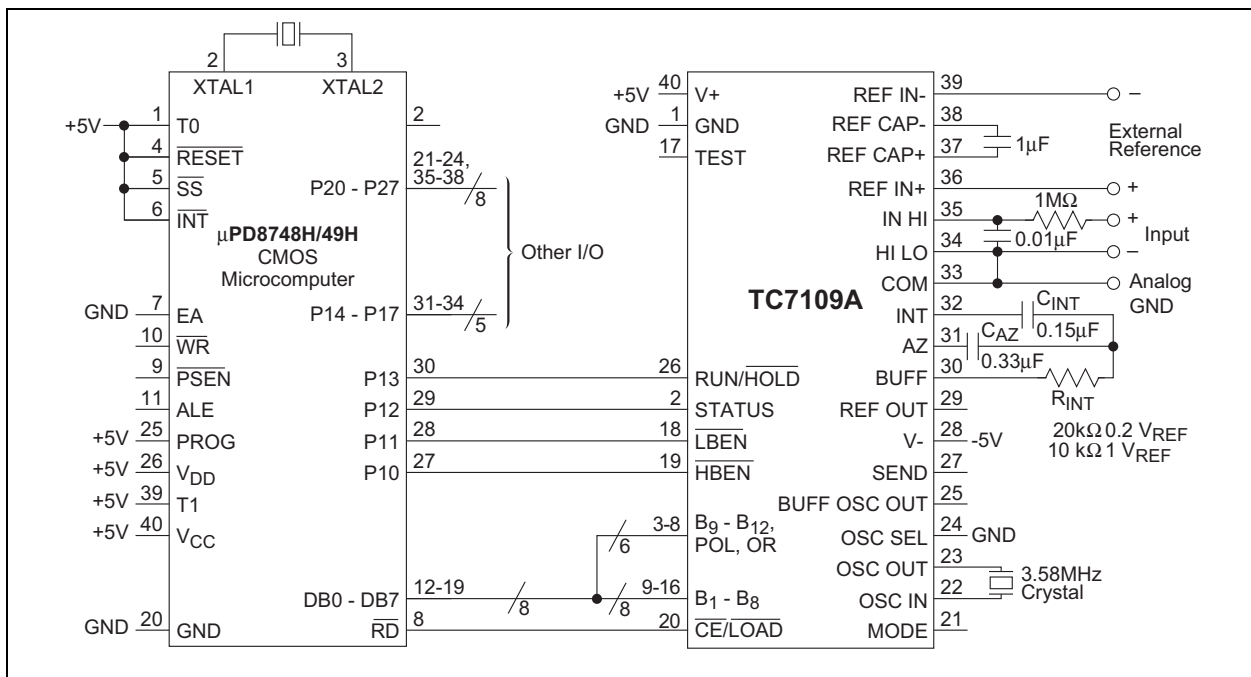 2 3
XTAL1 XTAL2
+5V 1 T0
4 RESET
5 SS
6 INT
2
21-24,
35-38
P20 - P27 8
µPD8748H/49H
CMOS
Microcomputer
Other I/O
GND 7 EA
31-34
P14 - P17 5
10 WR
9 PSEN
11 ALE
+5V 25 PROG
+5V 26 VDD
+5V 39 T1
+5V 40 VCC
GND 20 GND
P13 30
P12 29
P11 28
P10 27
12-19
DB0 - DB7 8
RD 8
6
8
+5V 40 V+
GND 1 GND
17 TEST
TC7109A
26 RUN/HOLD
2 STATUS
18 LBEN
19 HBEN
3-8 B9 - B12,
POL, OR
9-16 B1 - B8
20 CE/LOAD
REF IN- 39 –
REF CAP- 38
1µF
REF CAP+ 37
External
Reference
REF IN+ 36 +
1MΩ
IN HI 35 +
0.01µF
Input
HI LO 34 –
COM 33
Analog
GND
INT 32 CINT
0.15µF
AZ 31 CAZ
0.33µF
BUFF 30
RINT
REF OUT 29
20kΩ 0.2 VREF
10 kΩ 1 VREF
V- 28 -5V
SEND 27
BUFF OSC OUT 25
OSC SEL 24 GND
OSC OUT 23
3.58MHz
Crystal
OSC IN 22
MODE 21